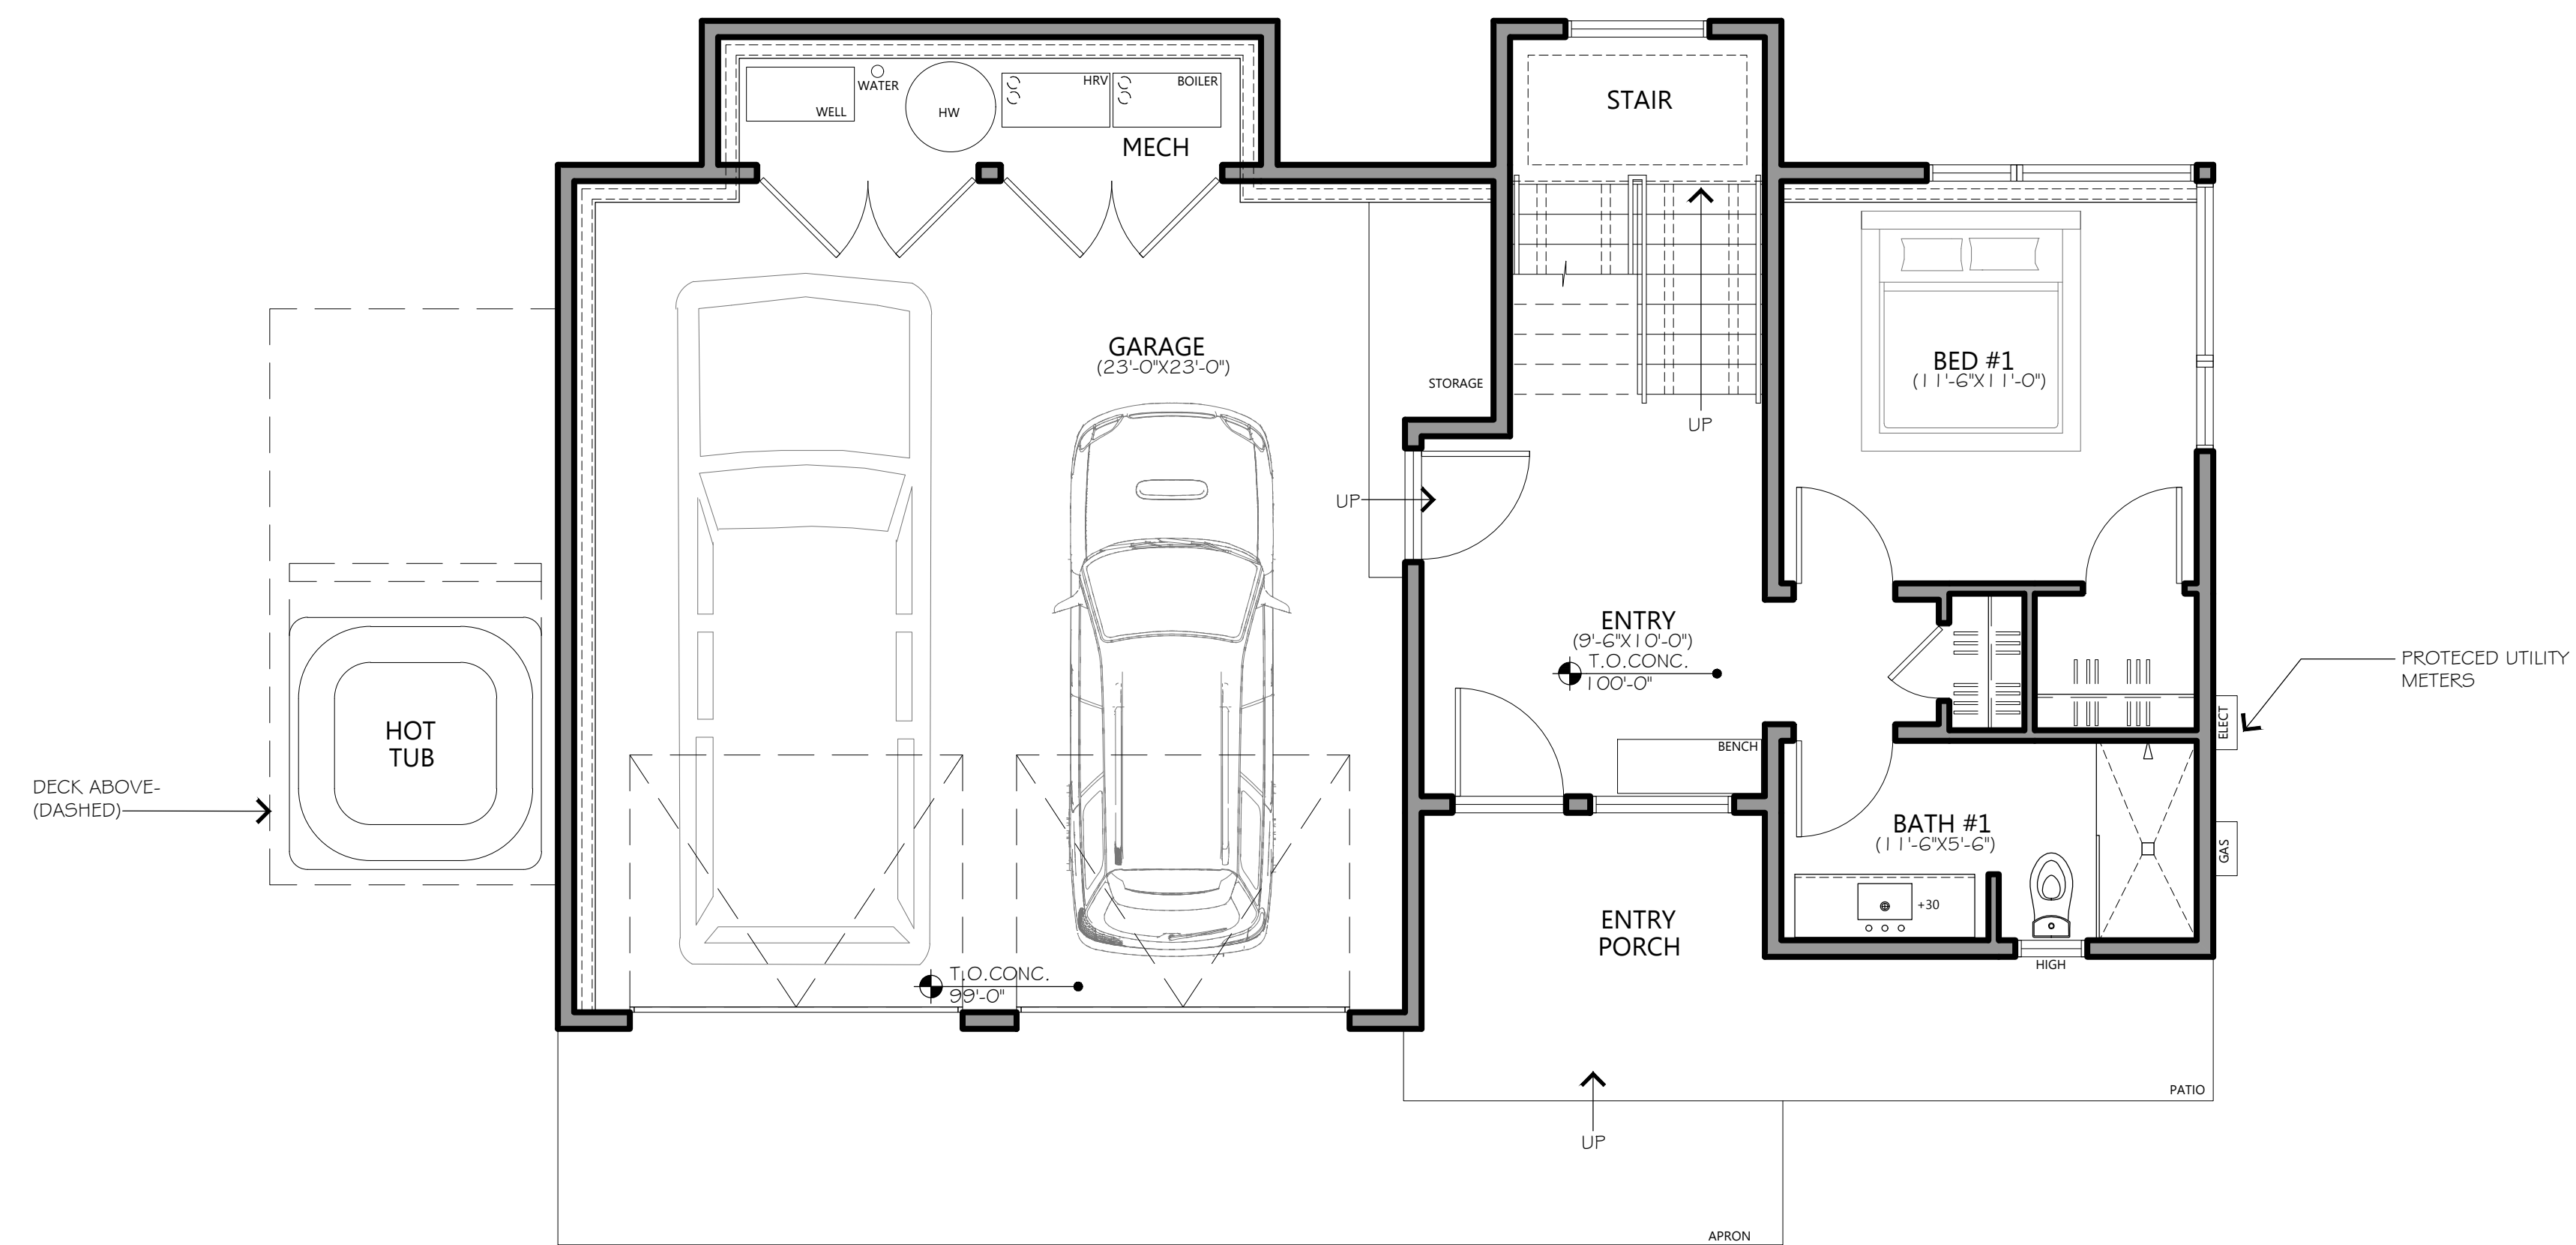 WATER
WELL
HW
HRV
BOILER
MECH
STAIR
GARAGE
(23'-0"X23'-0")
STORAGE
UP
UP
BED #1
(11'-6"X11'-0")
ENTRY
(9'-6"X10'-0")
T.O.CONC.
100'-0"
BENCH
PROTECED UTILITY
METERS
ELECT
GAS
HOT
TUB
DECK ABOVE-
(DASHED)
BATH #1
(11'-6"X5'-6")
+30
HIGH
ENTRY
PORCH
T.O.CONC.
99'-0"
PATIO
UP
APRON